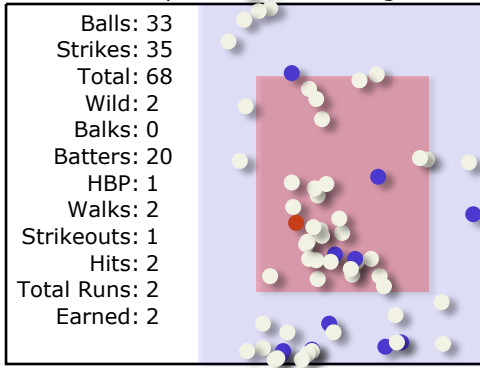 Balls: 33
Strikes: 35
Total: 68
Wild: 2
Balks: 0
Batters: 20
HBP: 1
Walks: 2
Strikeouts: 1
Hits: 2
Total Runs: 2
Earned: 2